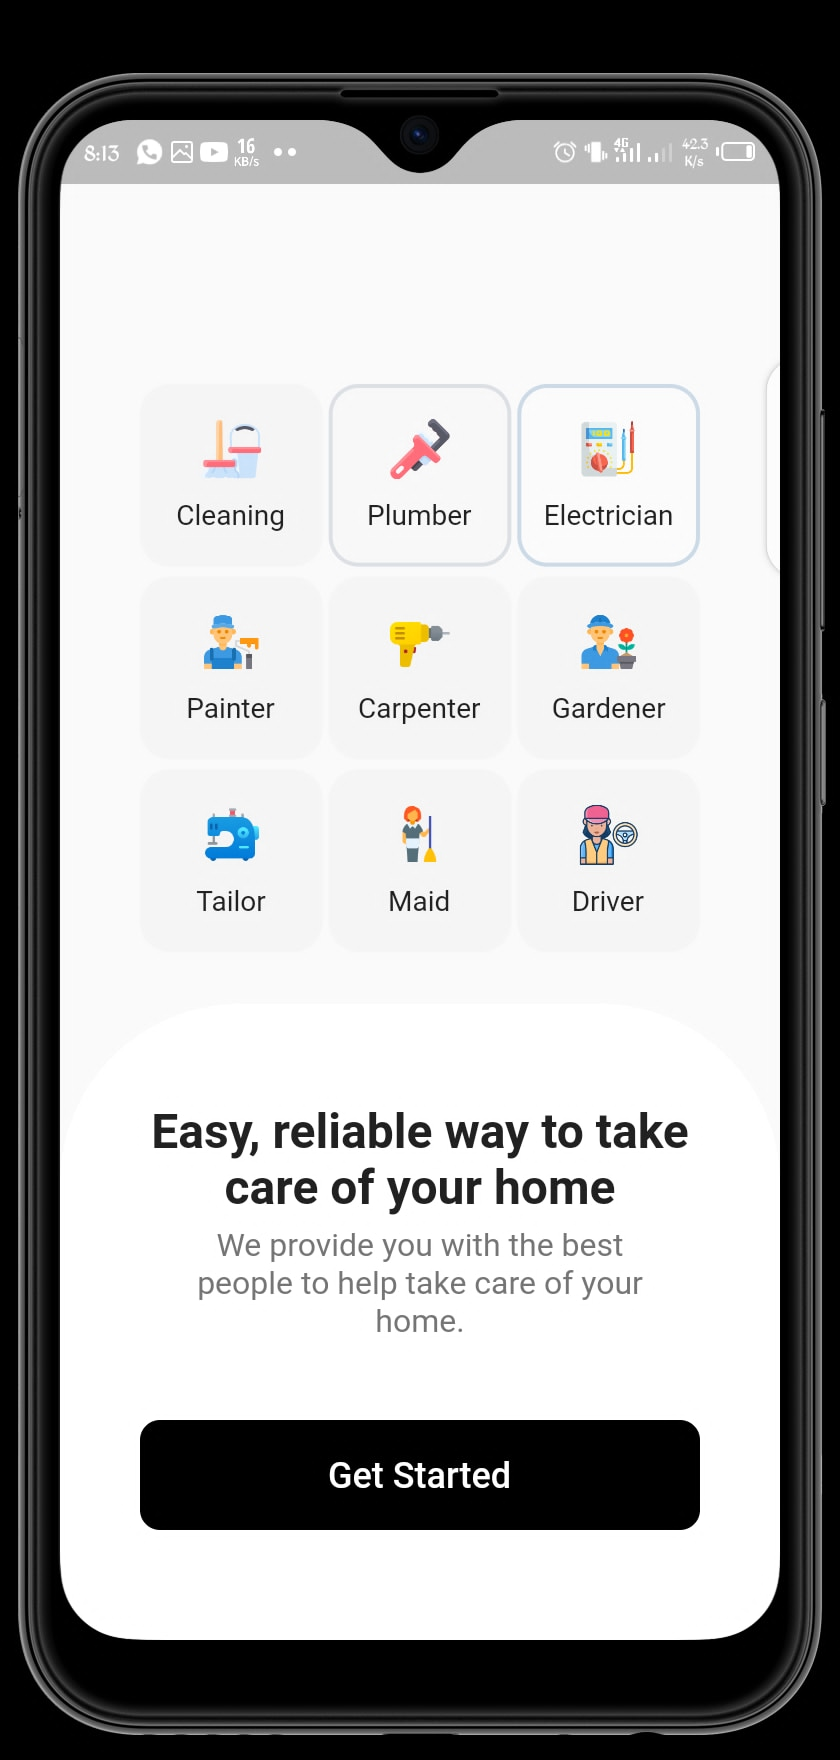 8:13 16 KB/s 4G 42.3 K/s
Cleaning Plumber Electrician
Painter Carpenter Gardener
Tailor Maid Driver
Easy, reliable way to take
care of your home
We provide you with the best
people to help take care of your
home.
Get Started